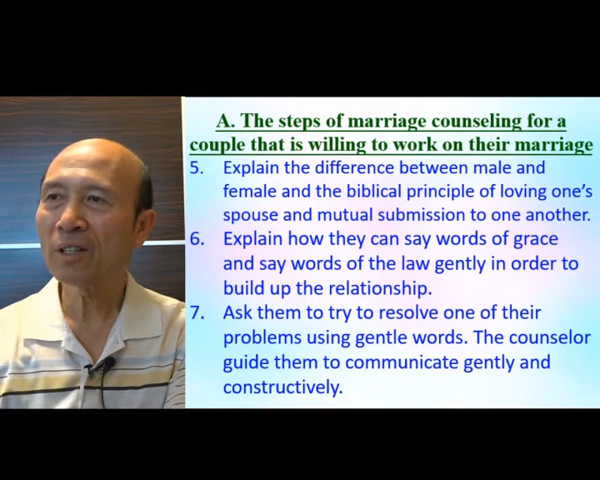 A. The steps of marriage counseling for a
couple that is willing to work on their marriage
5. Explain the difference between male and
female and the biblical principle of loving one's
spouse and mutual submission to one another.
6. Explain how they can say words of grace
and say words of the law gently in order to
build up the relationship.
7. Ask them to try to resolve one of their
problems using gentle words. The counselor
guide them to communicate gently and
constructively.